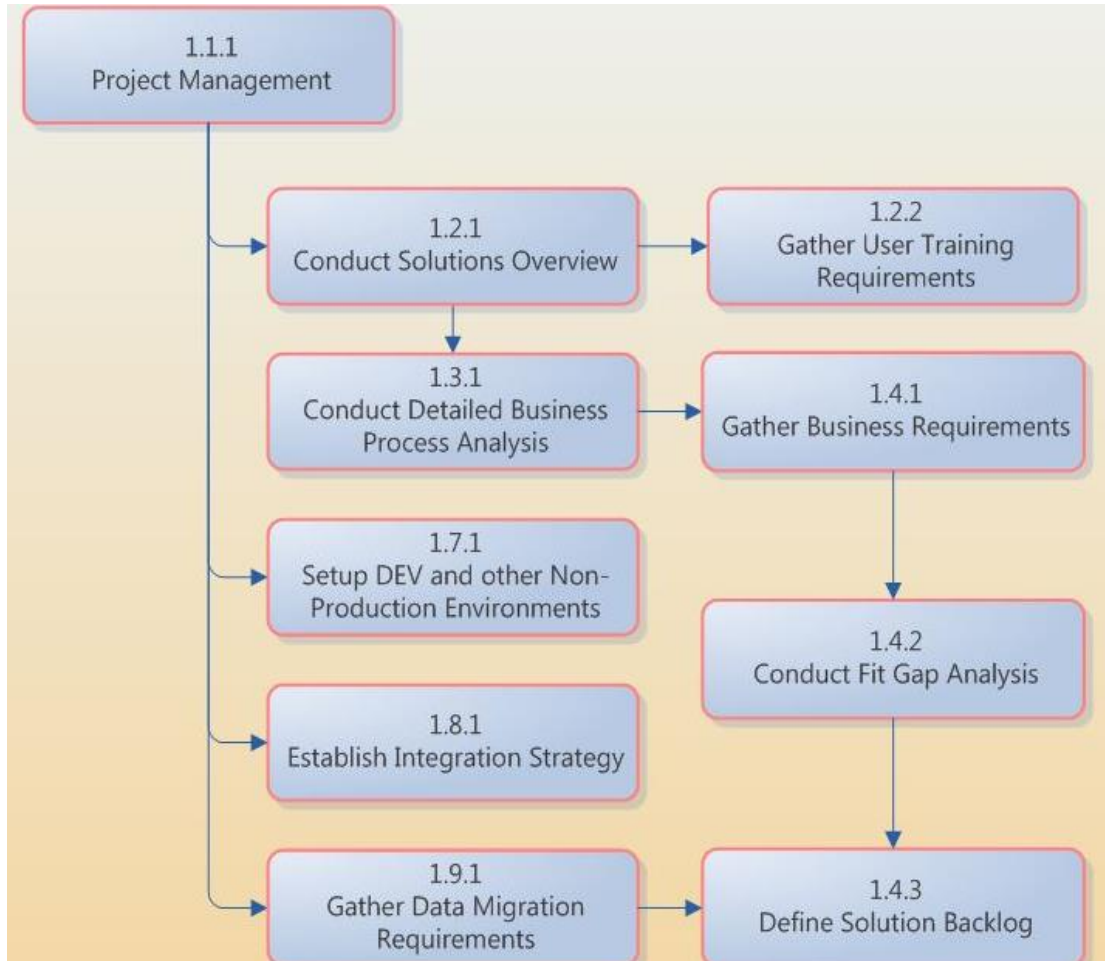 1.1.1
Project Management
1.2.1
Conduct Solutions Overview
1.2.2
Gather User Training
Requirements
1.3.1
Conduct Detailed Business
Process Analysis
1.4.1
Gather Business Requirements
1.7.1
Setup DEV and other Non-
Production Environments
1.4.2
Conduct Fit Gap Analysis
1.8.1
Establish Integration Strategy
1.9.1
Gather Data Migration
Requirements
1.4.3
Define Solution Backlog